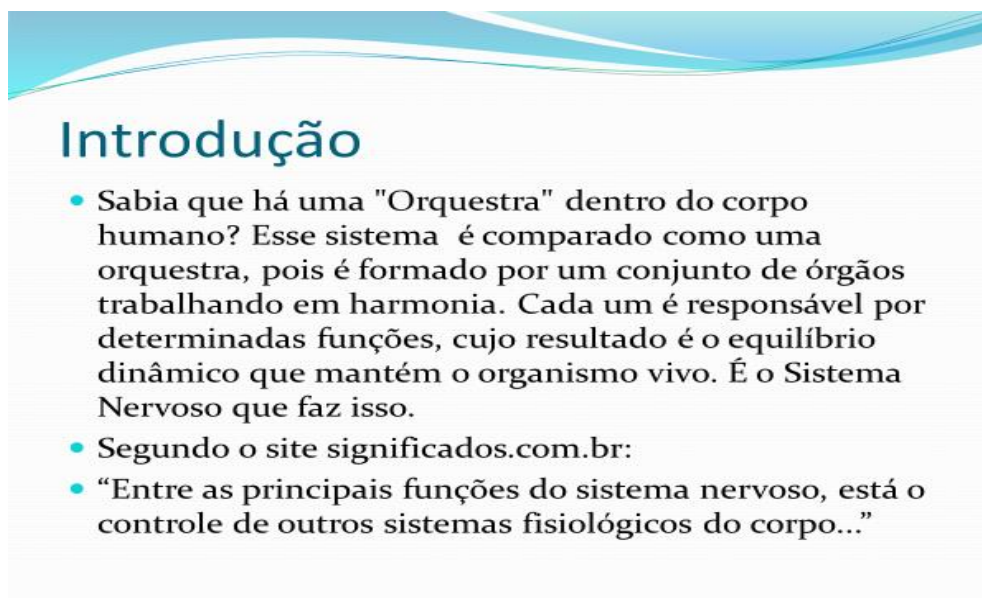 Introdução
• Sabia que há uma "Orquestra" dentro do corpo
humano? Esse sistema  é comparado como uma
orquestra, pois é formado por um conjunto de órgãos
trabalhando em harmonia. Cada um é responsável por
determinadas funções, cujo resultado é o equilíbrio
dinâmico que mantém o organismo vivo. É o Sistema
Nervoso que faz isso.
• Segundo o site significados.com.br:
• “Entre as principais funções do sistema nervoso, está o
controle de outros sistemas fisiológicos do corpo...”